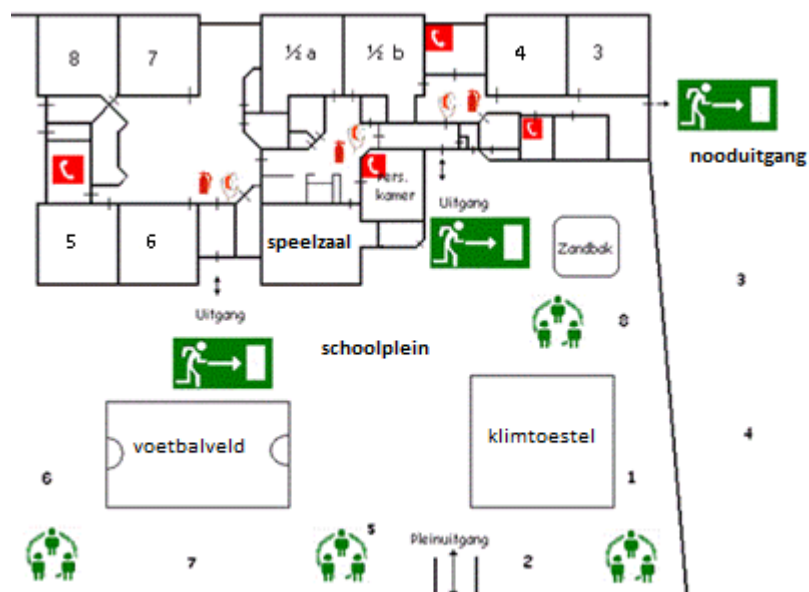 8
7
½ a
½ b
4
3
nooduitgang
Pers.
kamer
Uitgang
5
6
speelzaal
Zandbak
3
Uitgang
8
schoolplein
voetbalveld
klimtoestel
4
6
1
5
Pleinuitgang
7
2